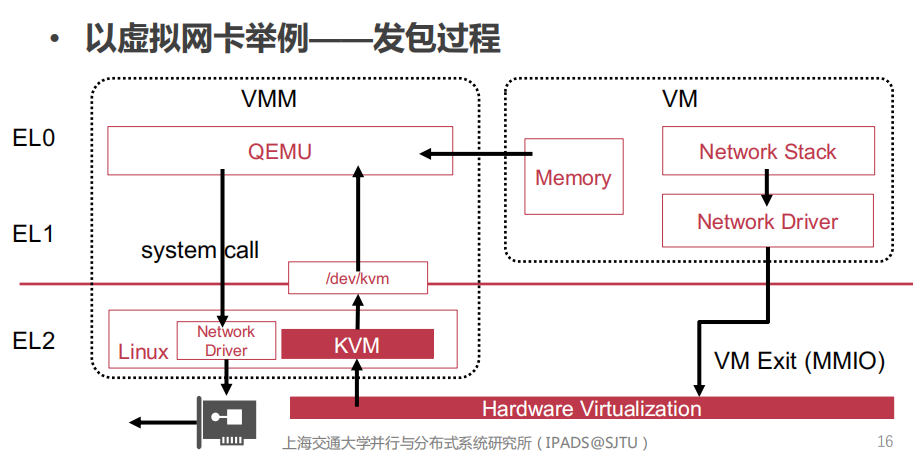 • 以虚拟网卡举例——发包过程
VMM
VM
EL0
QEMU
Memory
Network Stack
Network Driver
EL1
system call
/dev/kvm
EL2
Linux
Network
Driver
KVM
VM Exit (MMIO)
Hardware Virtualization
上海交通大学并行与分布式系统研究所（IPADS@SJTU）
16